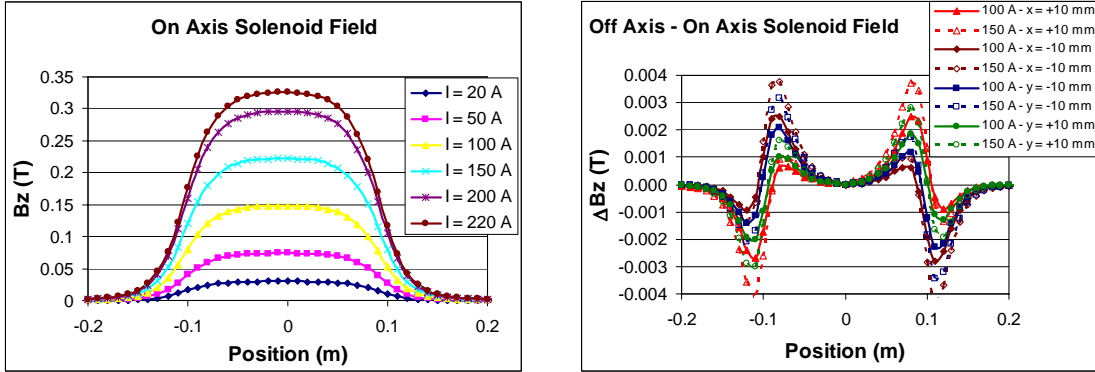 On Axis Solenoid Field
0.35
0.3
0.25
0.2
0.15
0.1
0.05
0
Bz (T)
-0.2
-0.1
0
0.1
0.2
Position (m)
I = 20 A
I = 50 A
I = 100 A
I = 150 A
I = 200 A
I = 220 A
Off Axis - On Axis Solenoid Field
0.004
0.003
0.002
0.001
0.000
-0.001
-0.002
-0.003
-0.004
ΔBz (T)
-0.2
-0.1
0
0.1
0.2
Position (m)
100 A - x = +10 mm
150 A - x = +10 mm
100 A - x = -10 mm
150 A - x = -10 mm
100 A - y = -10 mm
150 A - y = -10 mm
100 A - y = +10 mm
150 A - y = +10 mm